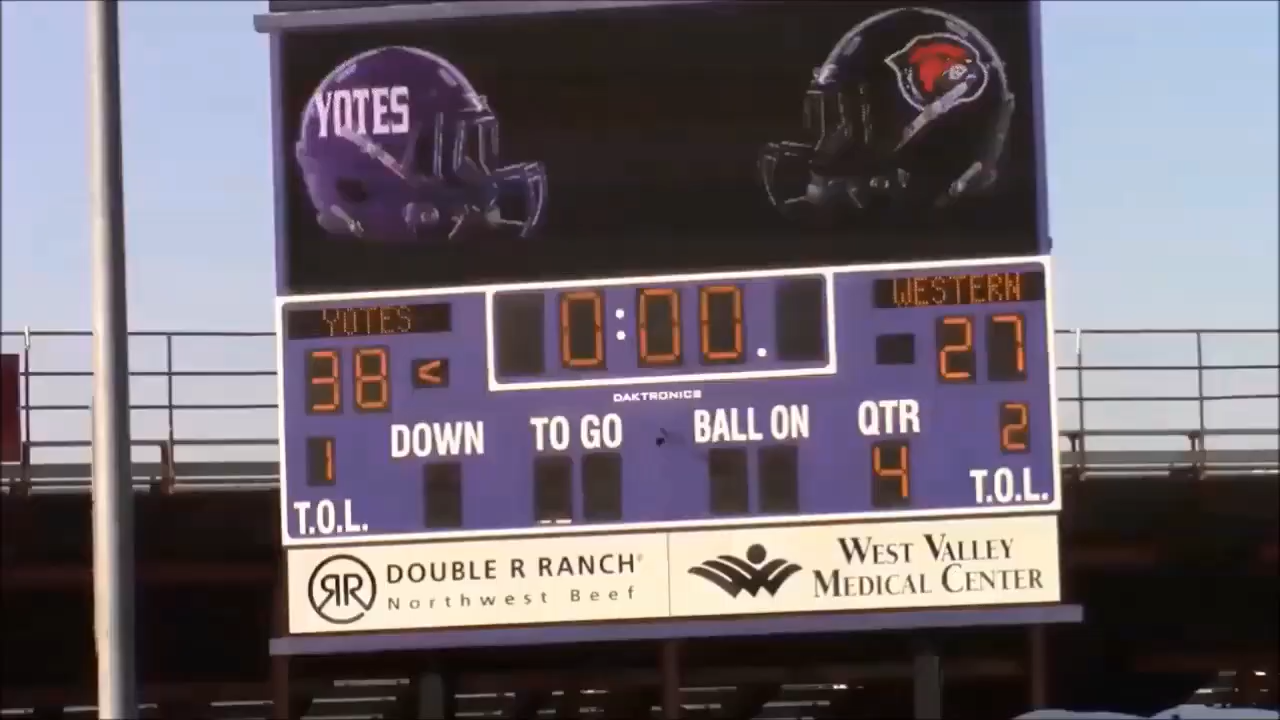 YOTES
YOTES
WESTERN
0:00.
38 <
27
DAKTRONICS
DOWN
TO GO
BALL ON
QTR
1
4
2
T.O.L.
T.O.L.
RR
DOUBLE R RANCH
Northwest Beef
WEST VALLEY
MEDICAL CENTER